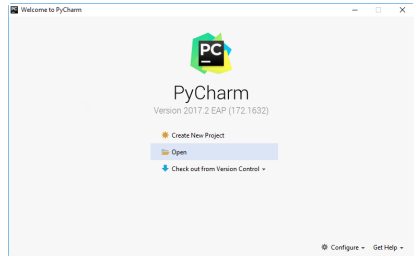 Welcome to PyCharm
PC
PyCharm
Version 2017.2 EAP (172.1632)
Create New Project
Open
Check out from Version Control
Configure Get Help